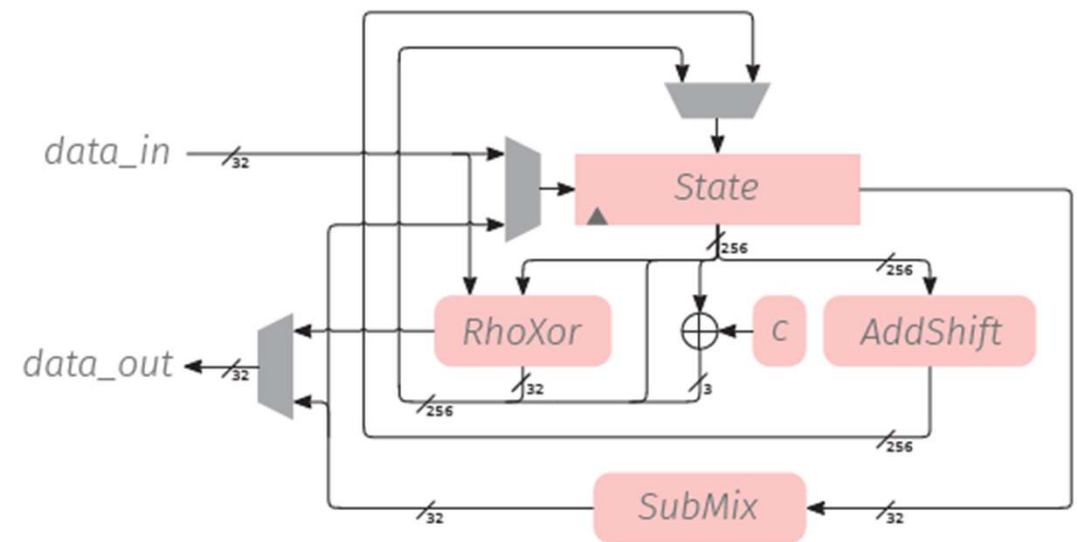 data_in
32
State
256
256
RhoXor
c
AddShift
data_out
32
32
3
256
256
SubMix
32
32